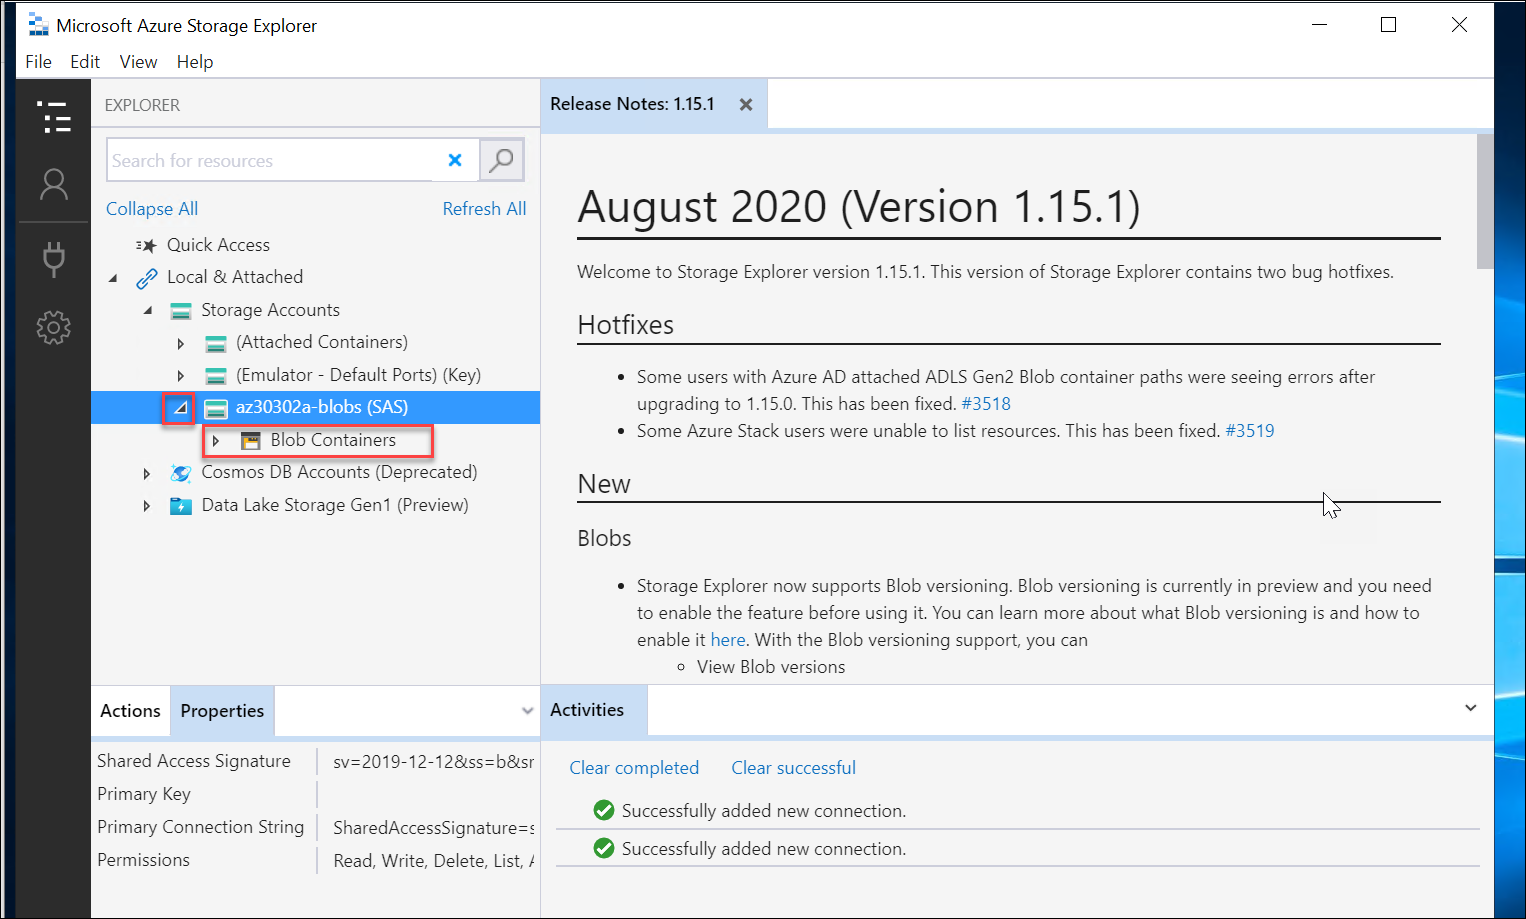 Microsoft Azure Storage Explorer
File Edit View Help
EXPLORER
Search for resources
Collapse All Refresh All
Quick Access
Local & Attached
Storage Accounts
(Attached Containers)
(Emulator - Default Ports) (Key)
az30302a-blobs (SAS)
Blob Containers
Cosmos DB Accounts (Deprecated)
Data Lake Storage Gen1 (Preview)
Release Notes: 1.15.1
August 2020 (Version 1.15.1)
Welcome to Storage Explorer version 1.15.1. This version of Storage Explorer contains two bug hotfixes.
Hotfixes
• Some users with Azure AD attached ADLS Gen2 Blob container paths were seeing errors after
upgrading to 1.15.0. This has been fixed. #3518
• Some Azure Stack users were unable to list resources. This has been fixed. #3519
New
Blobs
• Storage Explorer now supports Blob versioning. Blob versioning is currently in preview and you need
to enable the feature before using it. You can learn more about what Blob versioning is and how to
enable it here. With the Blob versioning support, you can
◦ View Blob versions
Actions Properties
Shared Access Signature sv=2019-12-12&ss=b&sr
Primary Key
Primary Connection String SharedAccessSignature=s
Permissions Read, Write, Delete, List, A
Activities
Clear completed Clear successful
Successfully added new connection.
Successfully added new connection.